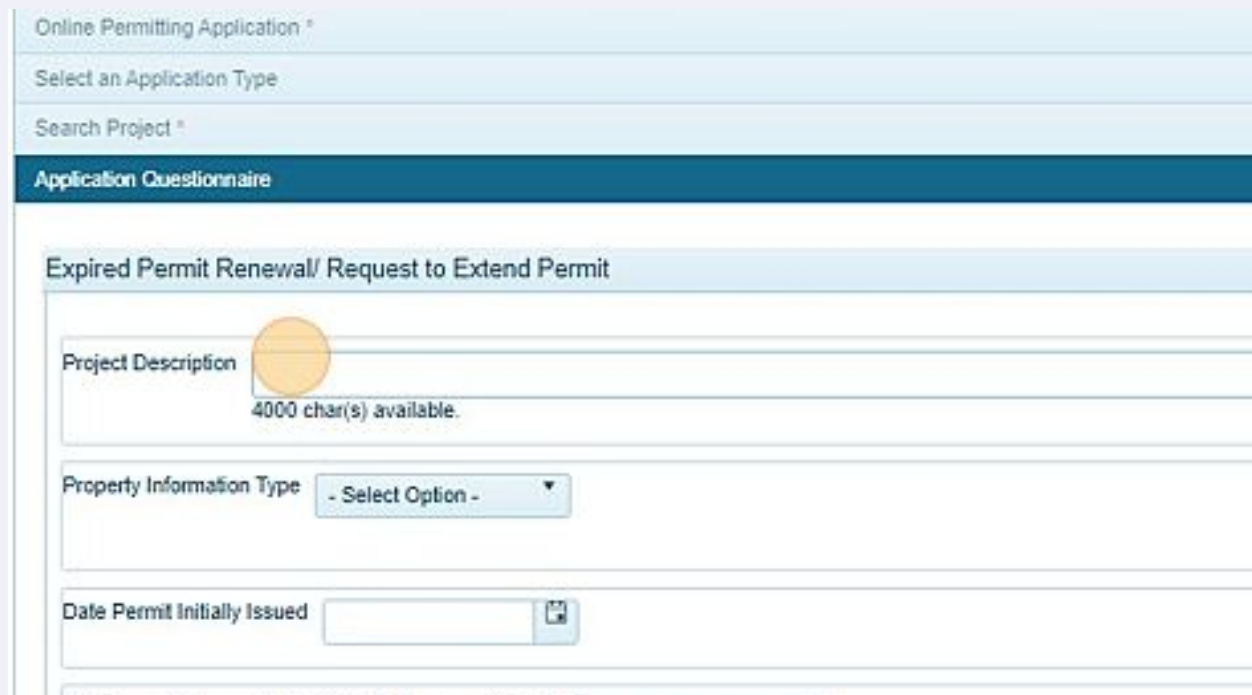 Online Permitting Application *
Select an Application Type
Search Project *
Application Questionnaire
Expired Permit Renewal/ Request to Extend Permit
Project Description
4000 char(s) available.
Property Information Type - Select Option -
Date Permit Initially Issued